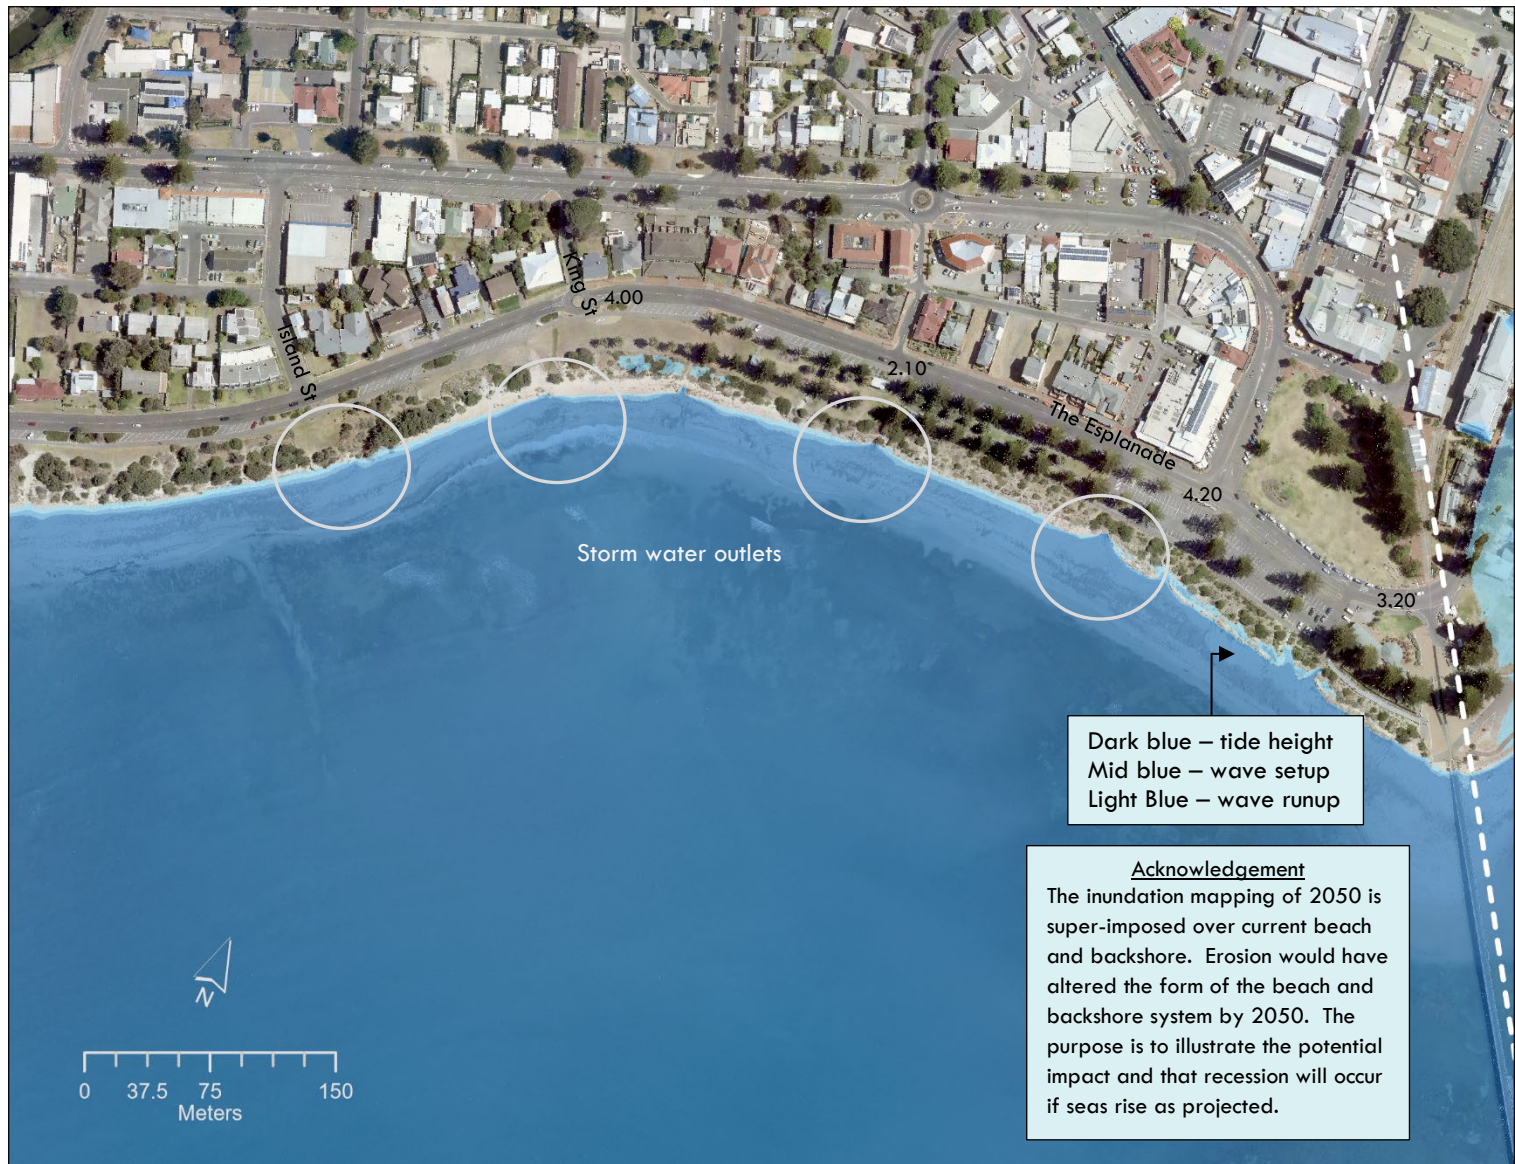 King St
4.00
Island St
2.10
The Esplanade
4.20
Storm water outlets
3.20
Dark blue – tide height
Mid blue – wave setup
Light Blue – wave runup
Acknowledgement
The inundation mapping of 2050 is
super-imposed over current beach
and backshore. Erosion would have
altered the form of the beach and
backshore system by 2050. The
purpose is to illustrate the potential
impact and that recession will occur
if seas rise as projected.
N
0 37.5 75 150
Meters